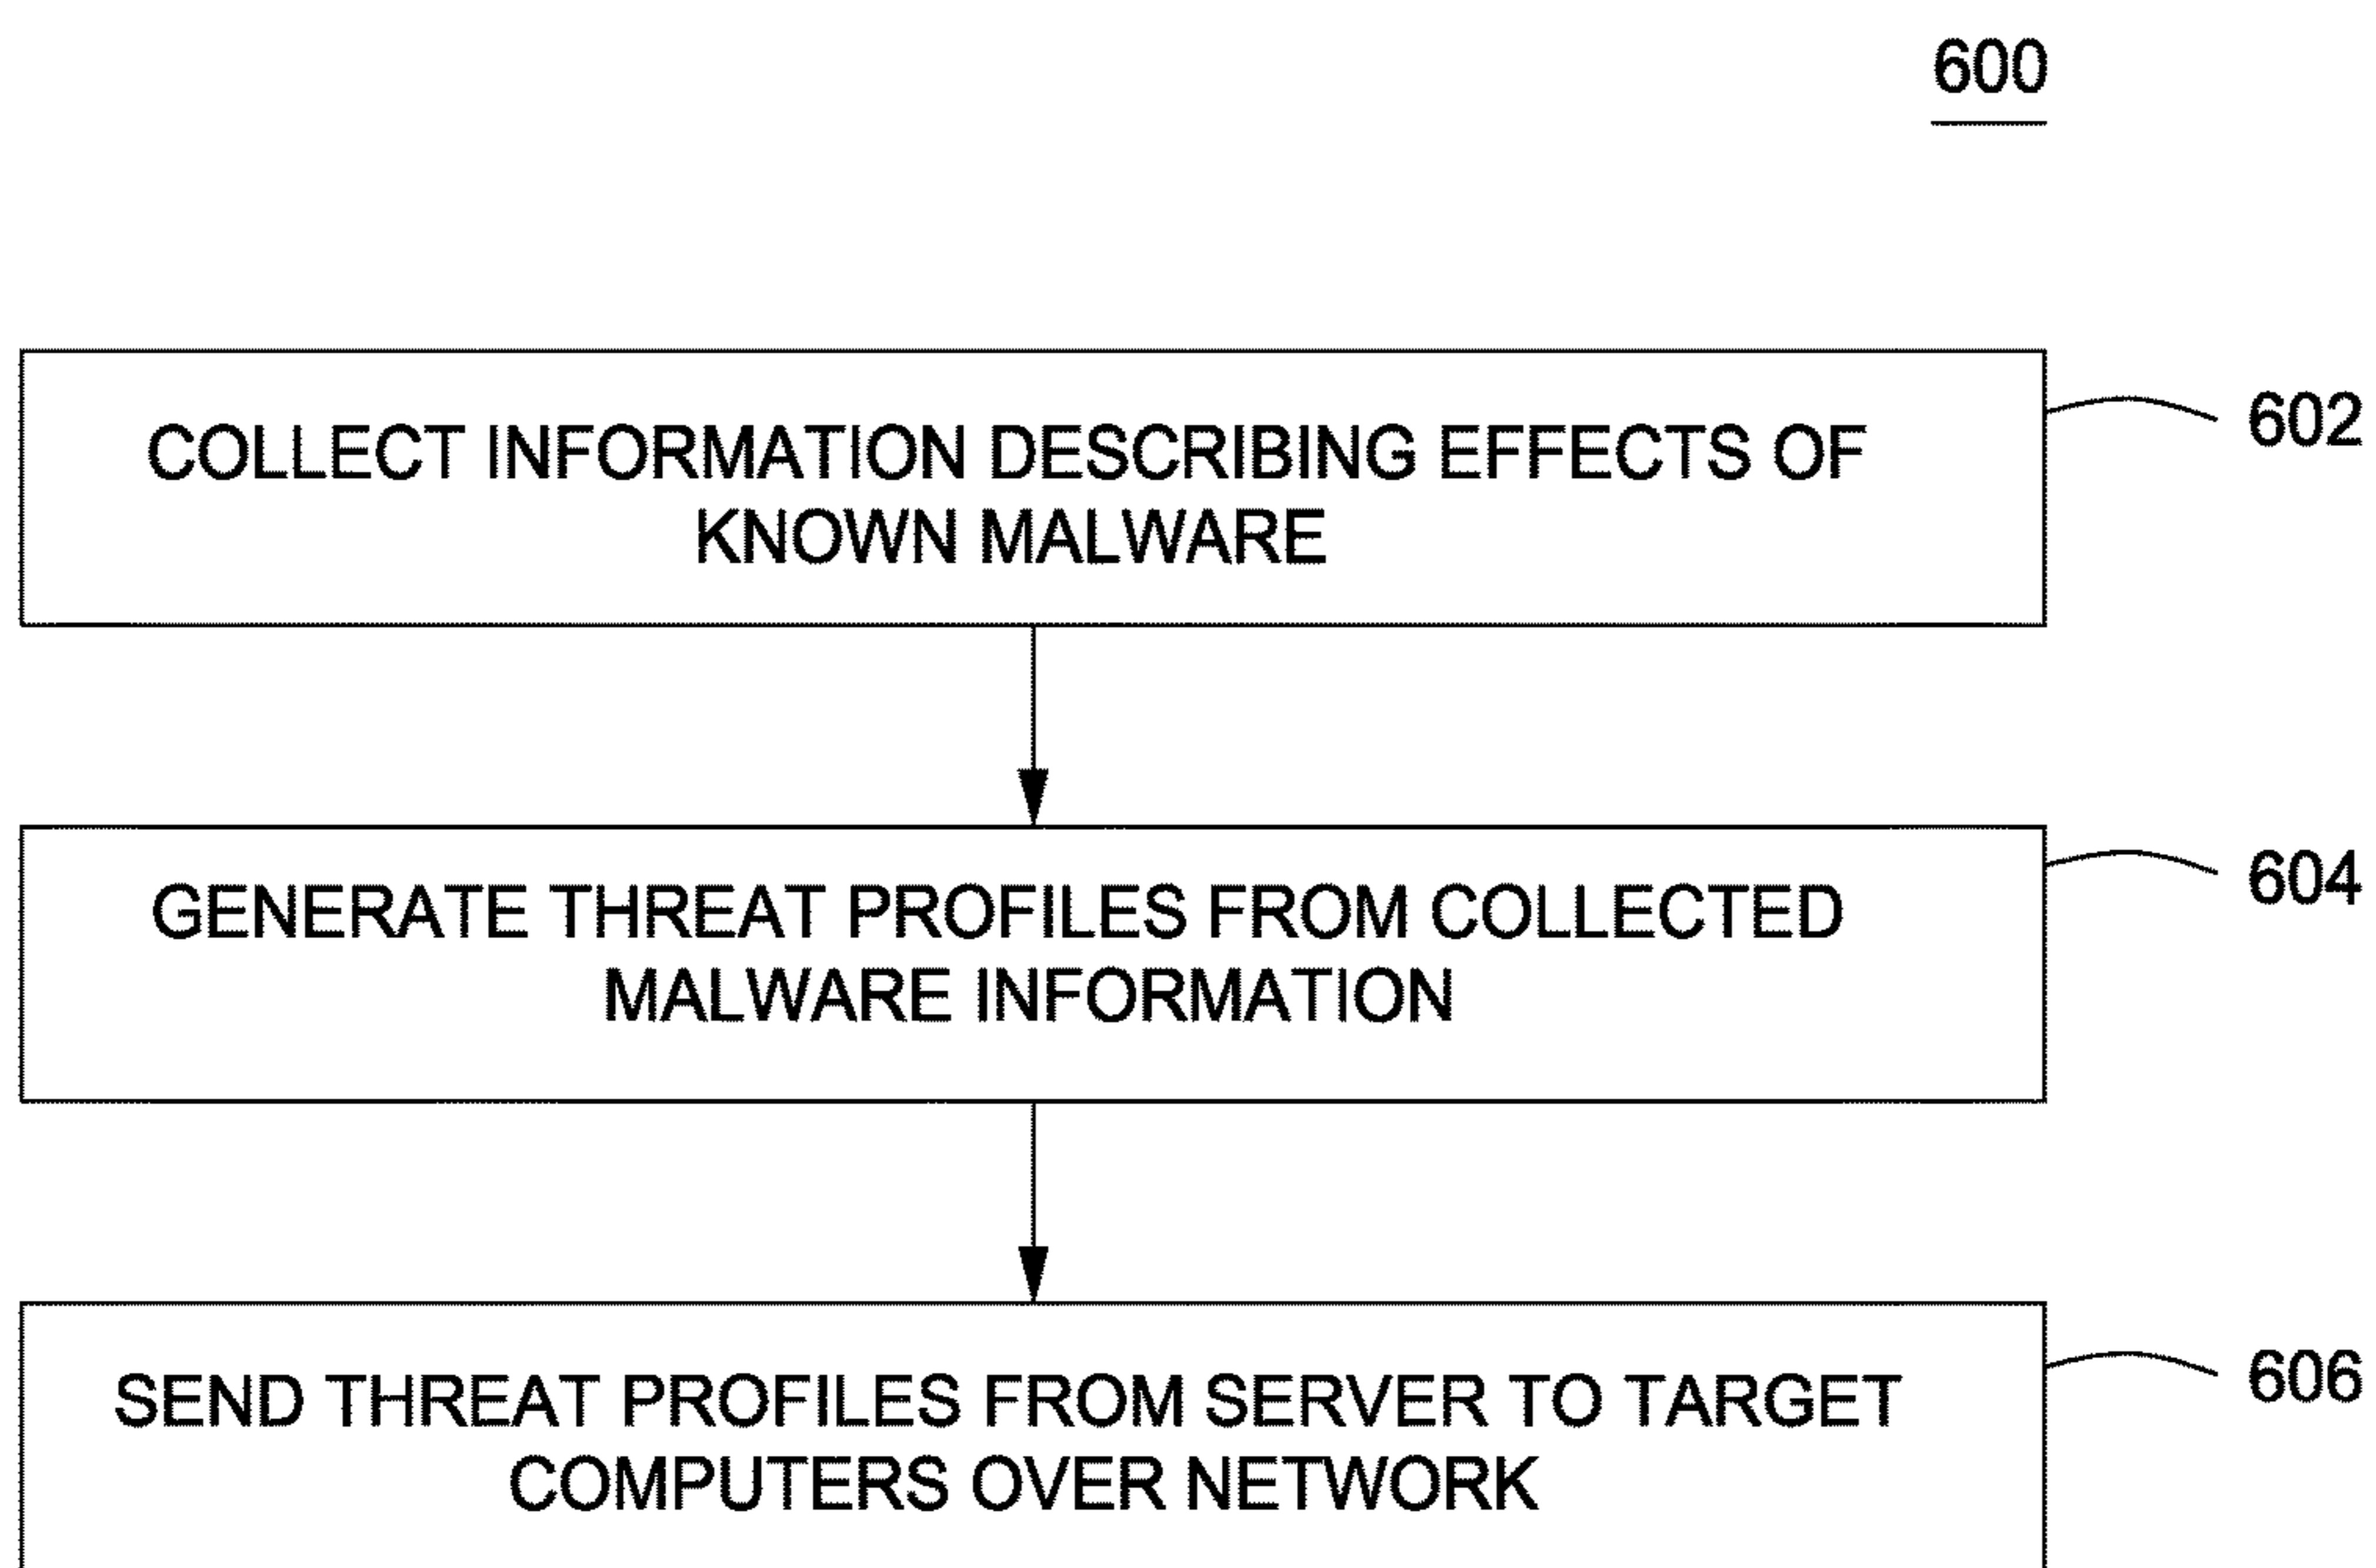 600
COLLECT INFORMATION DESCRIBING EFFECTS OF
KNOWN MALWARE
602
GENERATE THREAT PROFILES FROM COLLECTED
MALWARE INFORMATION
604
SEND THREAT PROFILES FROM SERVER TO TARGET
COMPUTERS OVER NETWORK
606